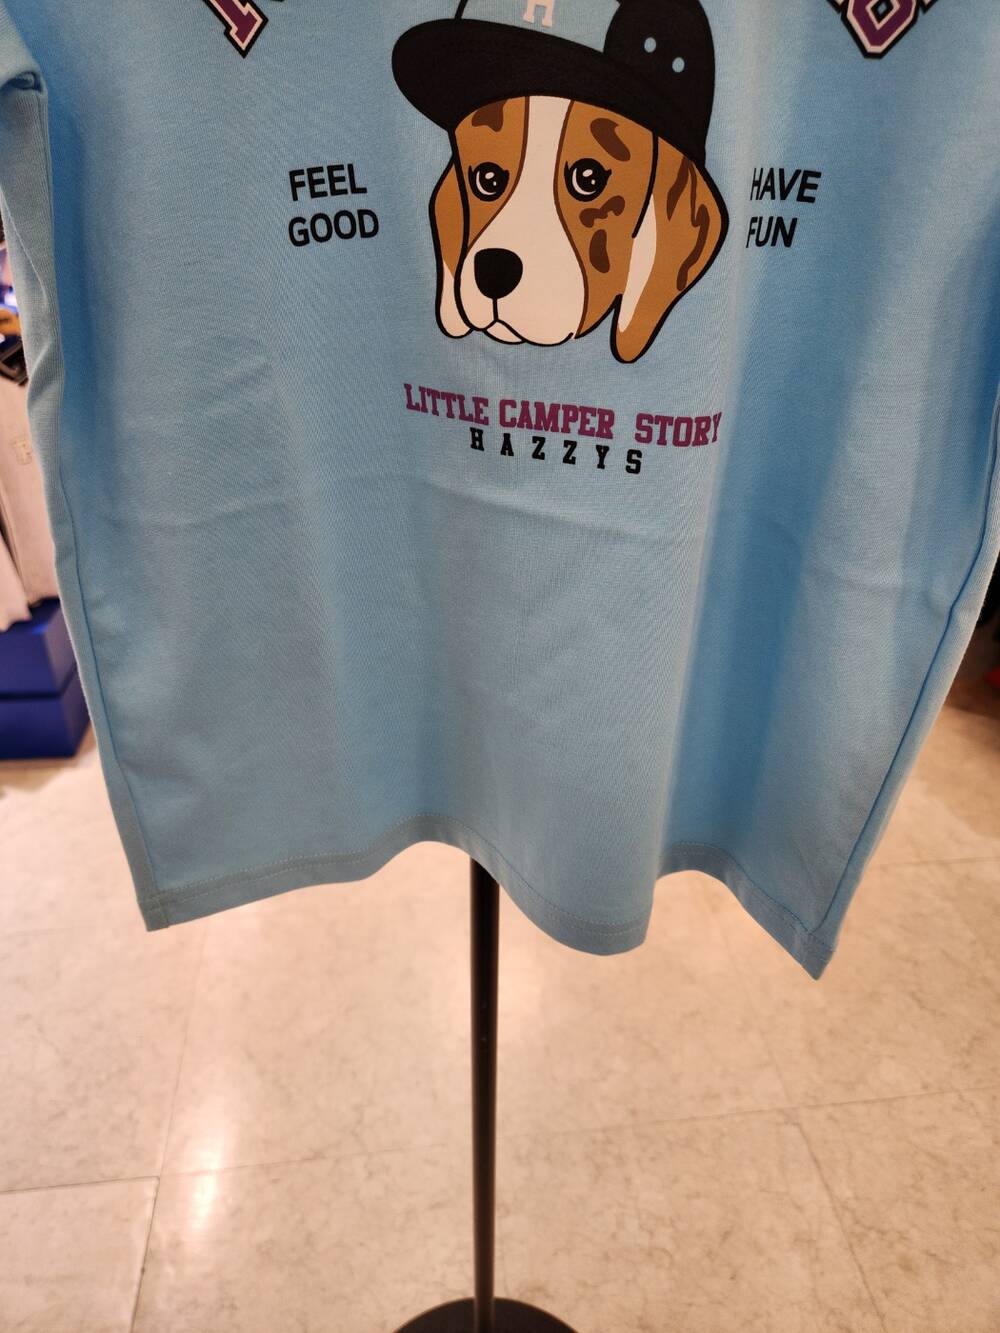 H
FEEL
GOOD
HAVE
FUN
LITTLE CAMPER STORY
HAZZYS